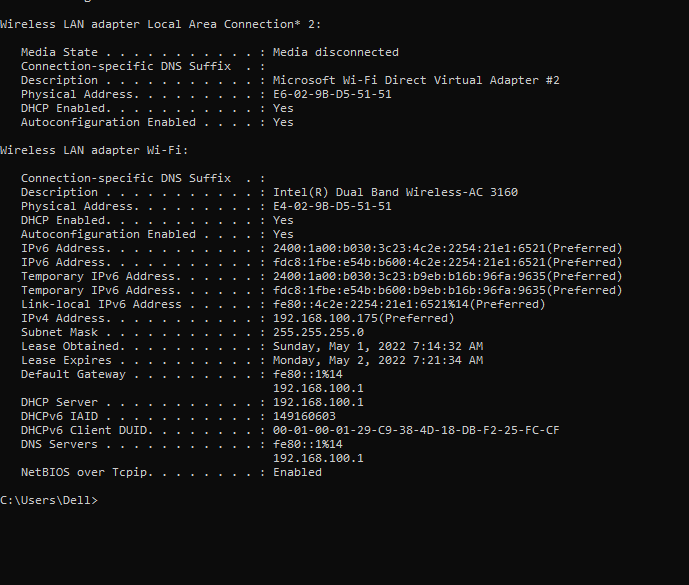 Wireless LAN adapter Local Area Connection* 2:
Media State . . . . . . . . . . . : Media disconnected
Connection-specific DNS Suffix  . :
Description . . . . . . . . . . . : Microsoft Wi-Fi Direct Virtual Adapter #2
Physical Address. . . . . . . . . : E6-02-9B-D5-51-51
DHCP Enabled. . . . . . . . . . . : Yes
Autoconfiguration Enabled . . . . : Yes
Wireless LAN adapter Wi-Fi:
Connection-specific DNS Suffix  . :
Description . . . . . . . . . . . : Intel(R) Dual Band Wireless-AC 3160
Physical Address. . . . . . . . . : E4-02-9B-D5-51-51
DHCP Enabled. . . . . . . . . . . : Yes
Autoconfiguration Enabled . . . . : Yes
IPv6 Address. . . . . . . . . . . : 2400:1a00:b030:3c23:4c2e:2254:21e1:6521(Preferred)
IPv6 Address. . . . . . . . . . . : fdc8:1fbe:e54b:b600:4c2e:2254:21e1:6521(Preferred)
Temporary IPv6 Address. . . . . . : 2400:1a00:b030:3c23:b9eb:b16b:96fa:9635(Preferred)
Temporary IPv6 Address. . . . . . : fdc8:1fbe:e54b:b600:b9eb:b16b:96fa:9635(Preferred)
Link-local IPv6 Address . . . . . : fe80::4c2e:2254:21e1:6521%14(Preferred)
IPv4 Address. . . . . . . . . . . : 192.168.100.175(Preferred)
Subnet Mask . . . . . . . . . . . : 255.255.255.0
Lease Obtained. . . . . . . . . . : Sunday, May 1, 2022 7:14:32 AM
Lease Expires . . . . . . . . . . : Monday, May 2, 2022 7:21:34 AM
Default Gateway . . . . . . . . . : fe80::1%14
192.168.100.1
DHCP Server . . . . . . . . . . . : 192.168.100.1
DHCPv6 IAID . . . . . . . . . . . : 149160603
DHCPv6 Client DUID. . . . . . . . : 00-01-00-01-29-C9-38-4D-18-DB-F2-25-FC-CF
DNS Servers . . . . . . . . . . . : fe80::1%14
192.168.100.1
NetBIOS over Tcpip. . . . . . . . : Enabled
C:\Users\Dell>